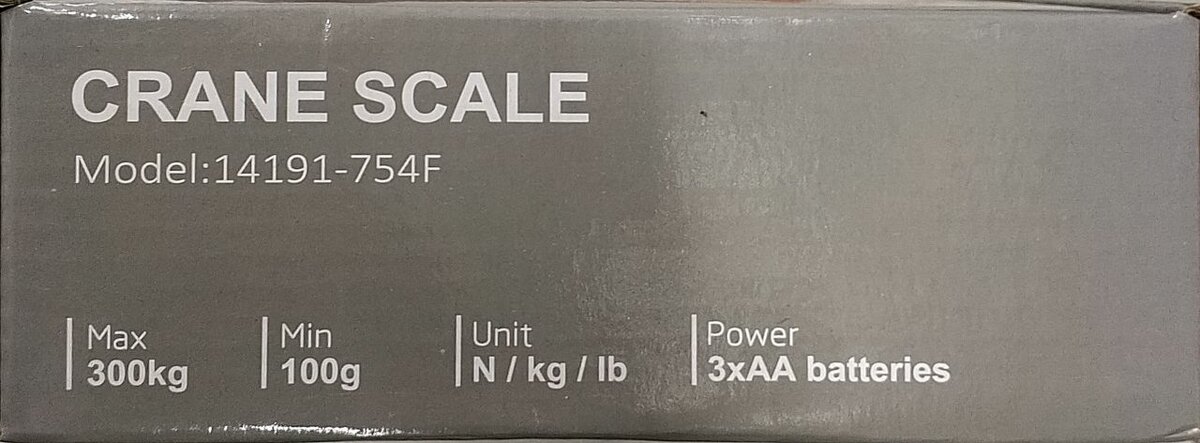 CRANE SCALE
Model:14191-754F
Max
300kg
Min
100g
Unit
N / kg / lb
Power
3xAA batteries